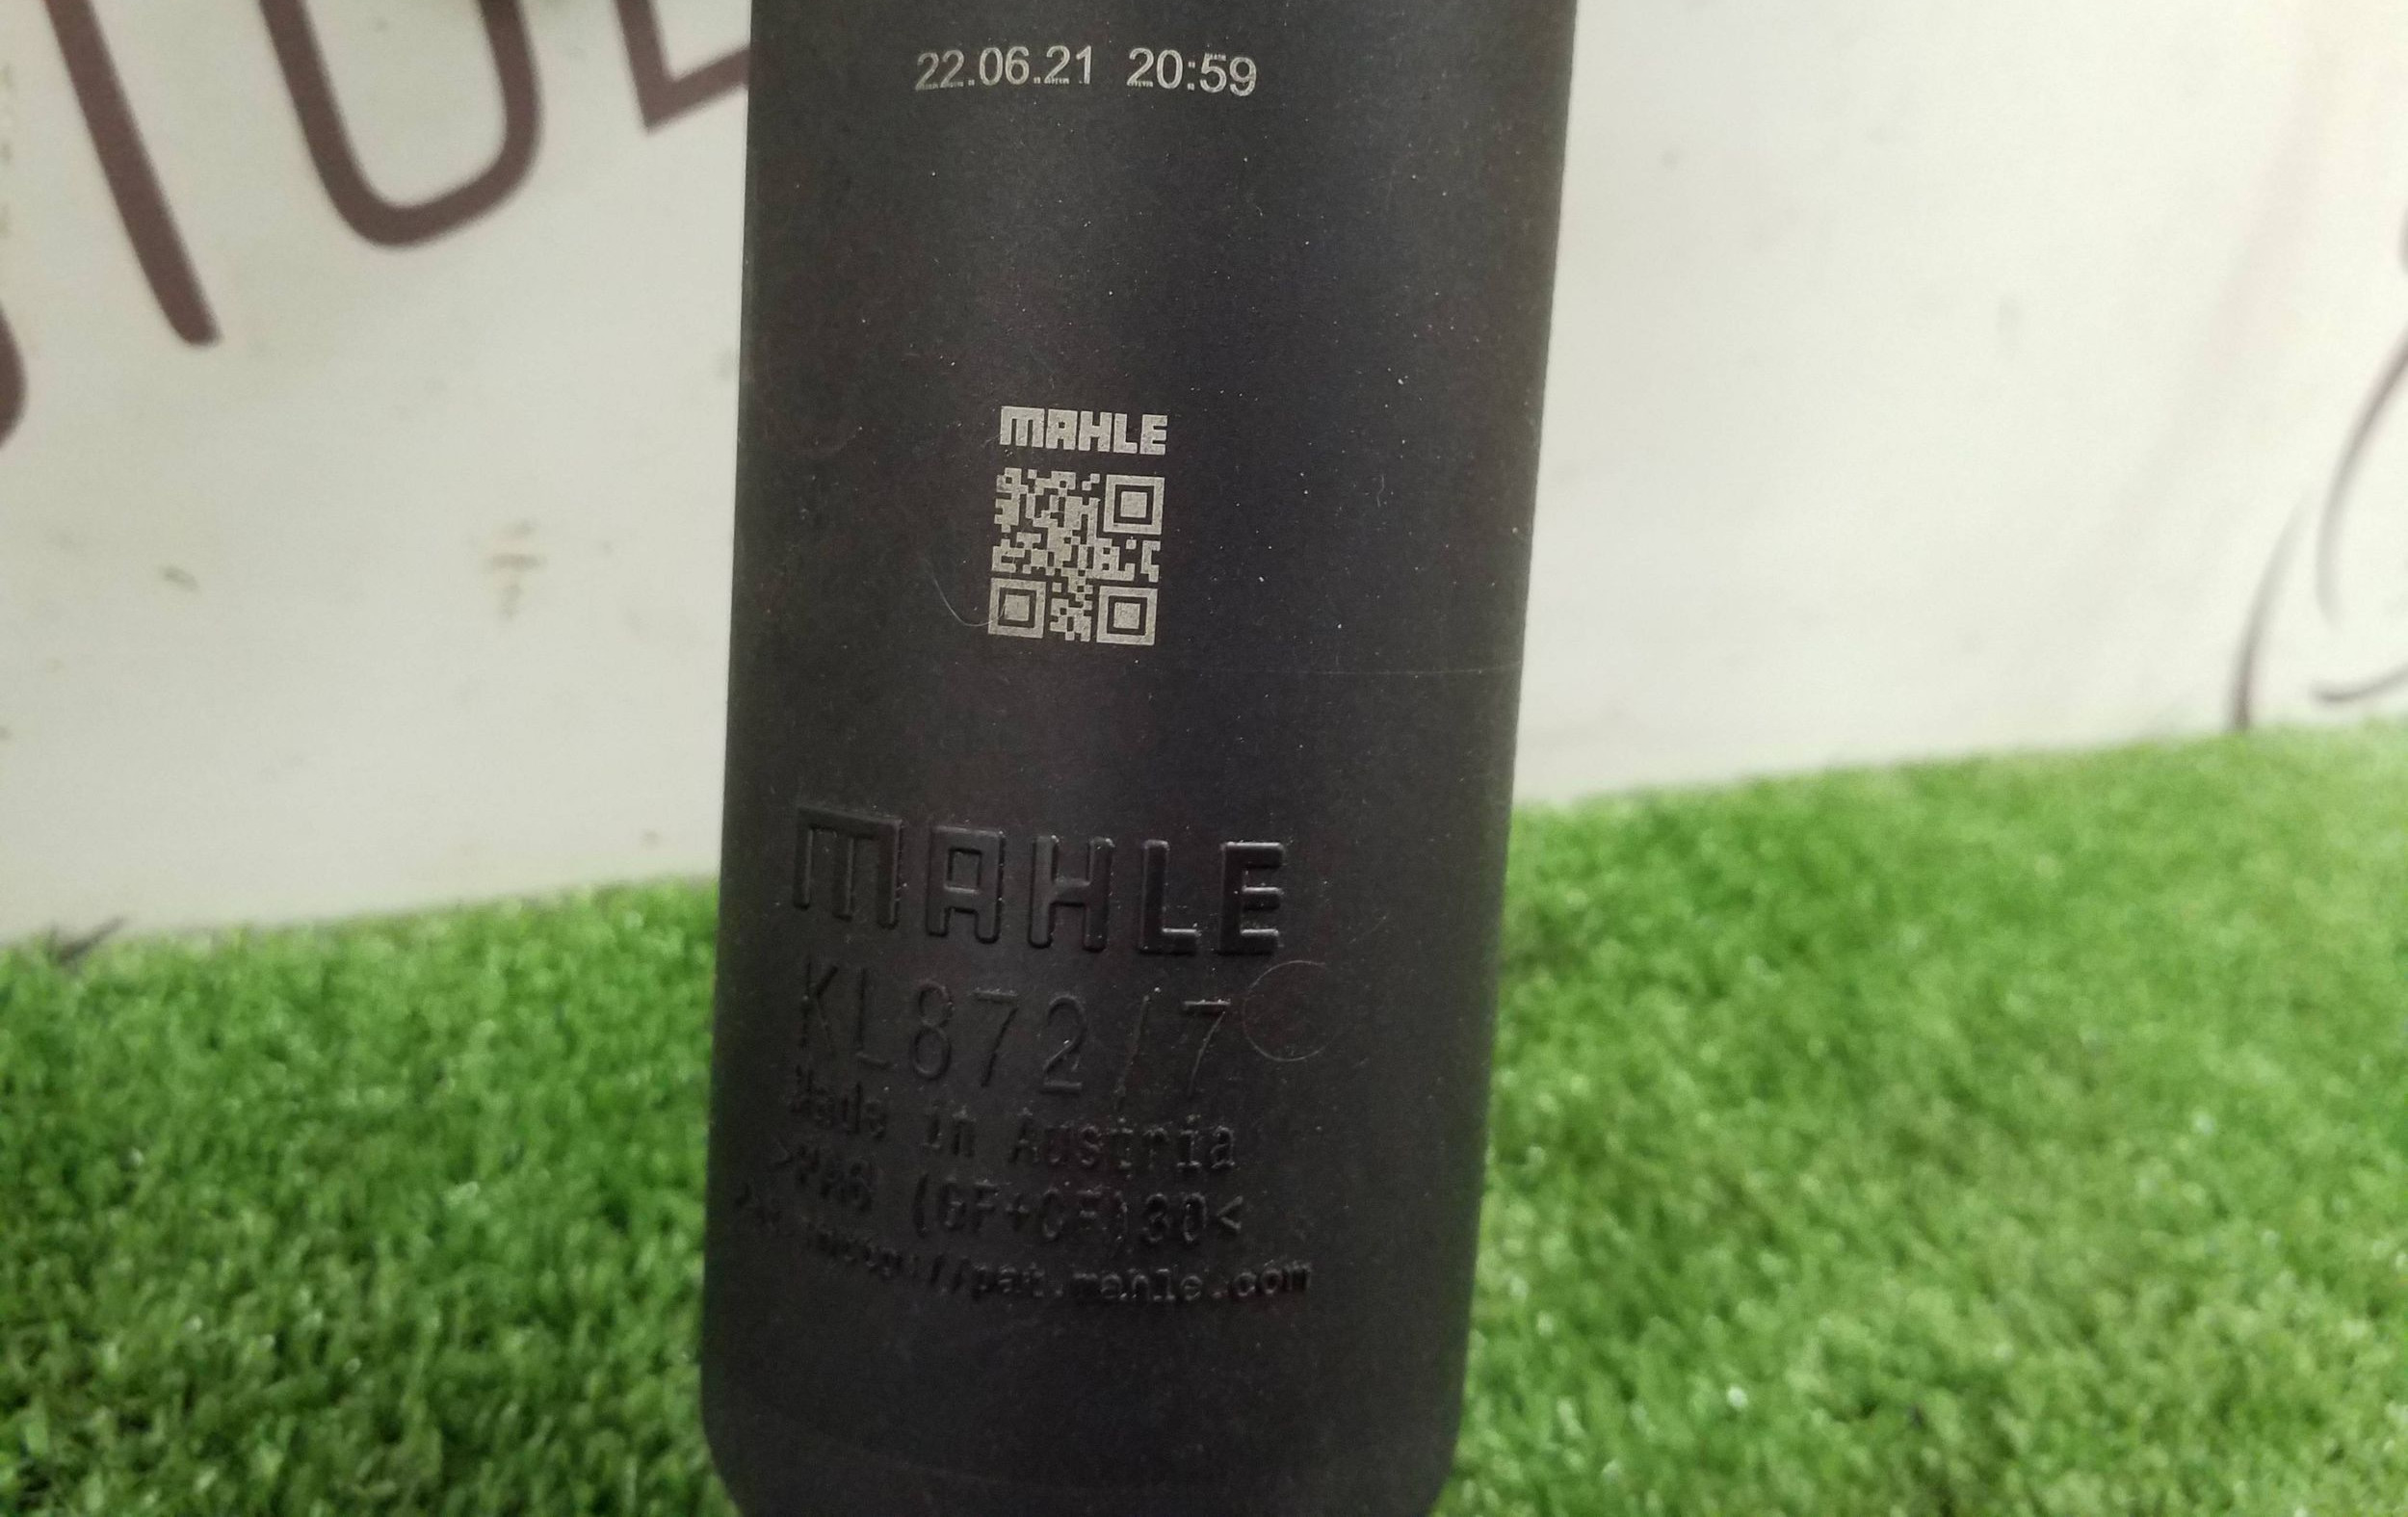 22.06.21 20:59
MAHLE
MAHLE
KL872/7
Made in Austria
>PA6 (GF+CF)30<
http://pat.mahle.com